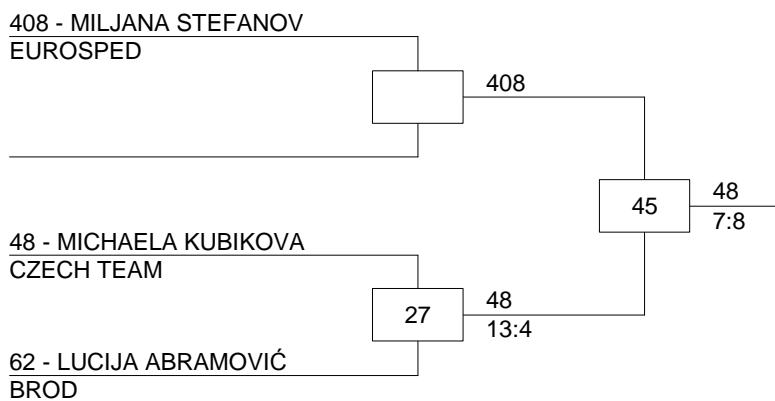 408 - MILJANA STEFANOV
EUROSPED
408
48 - MICHAELA KUBIKOVA
CZECH TEAM
27
48
13:4
62 - LUCIJA ABRAMOVIĆ
BROD
45
48
7:8